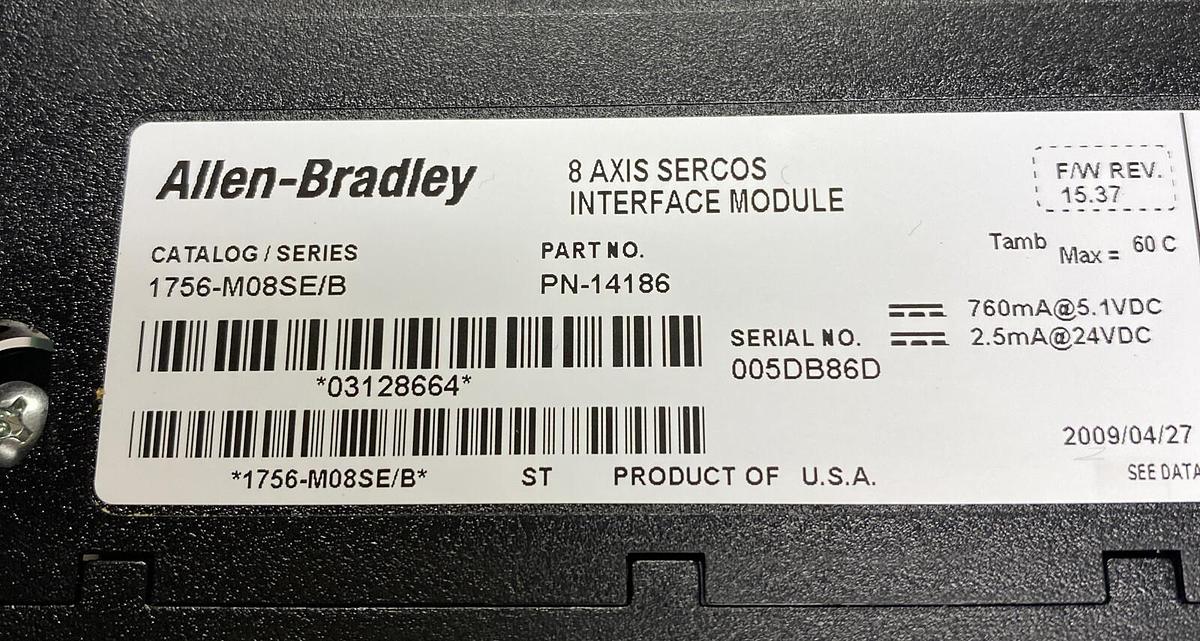 Allen-Bradley
8 AXIS SERCOS
INTERFACE MODULE
F/W REV.
15.37
Tamb Max = 60 C
CATALOG / SERIES
1756-M08SE/B
PART NO.
PN-14186
760mA@5.1VDC
2.5mA@24VDC
SERIAL NO.
005DB86D
*03128664*
2009/04/27
*1756-M08SE/B*
ST
PRODUCT OF U.S.A.
SEE DATA